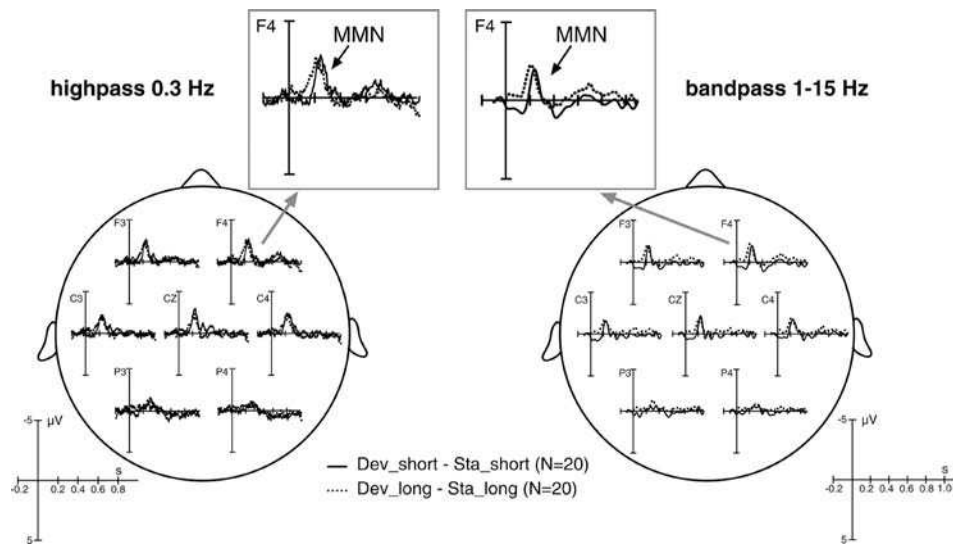 F4
MMN
highpass 0.3 Hz
F4
MMN
bandpass 1-15 Hz
F3
F4
C3
CZ
C4
P3
P4
-5
µV
s
-0.2 0.2 0.4 0.6 0.8
5
F3
F4
C3
CZ
C4
P3
P4
-5
µV
s
-0.2 0.2 0.4 0.6 0.8 1.0
5
Dev_short - Sta_short (N=20)
Dev_long - Sta_long (N=20)